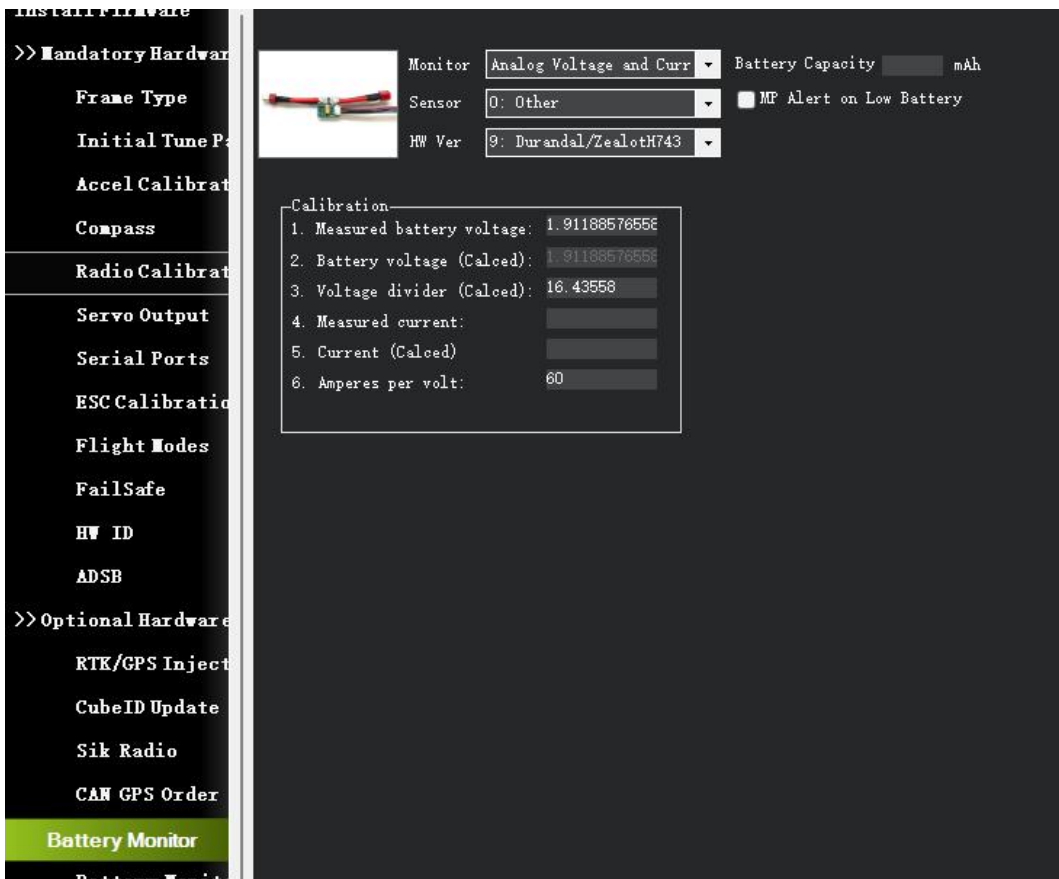 Install Firmware
>> Mandatory Hardwar
Frame Type
Initial Tune Pa
Accel Calibrat
Compass
Radio Calibrat
Servo Output
Serial Ports
ESC Calibratio
Flight Modes
FailSafe
HW ID
ADSB
>> Optional Hardware
RTK/GPS Inject
CubeID Update
Sik Radio
CAN GPS Order
Battery Monitor
Monitor Analog Voltage and Curr Battery Capacity mAh
Sensor 0: Other MP Alert on Low Battery
HW Ver 9: Durandal/ZealotH743
Calibration
1. Measured battery voltage: 1.91188576558
2. Battery voltage (Calced): 1.91188576558
3. Voltage divider (Calced): 16.43558
4. Measured current:
5. Current (Calced)
6. Amperes per volt: 60